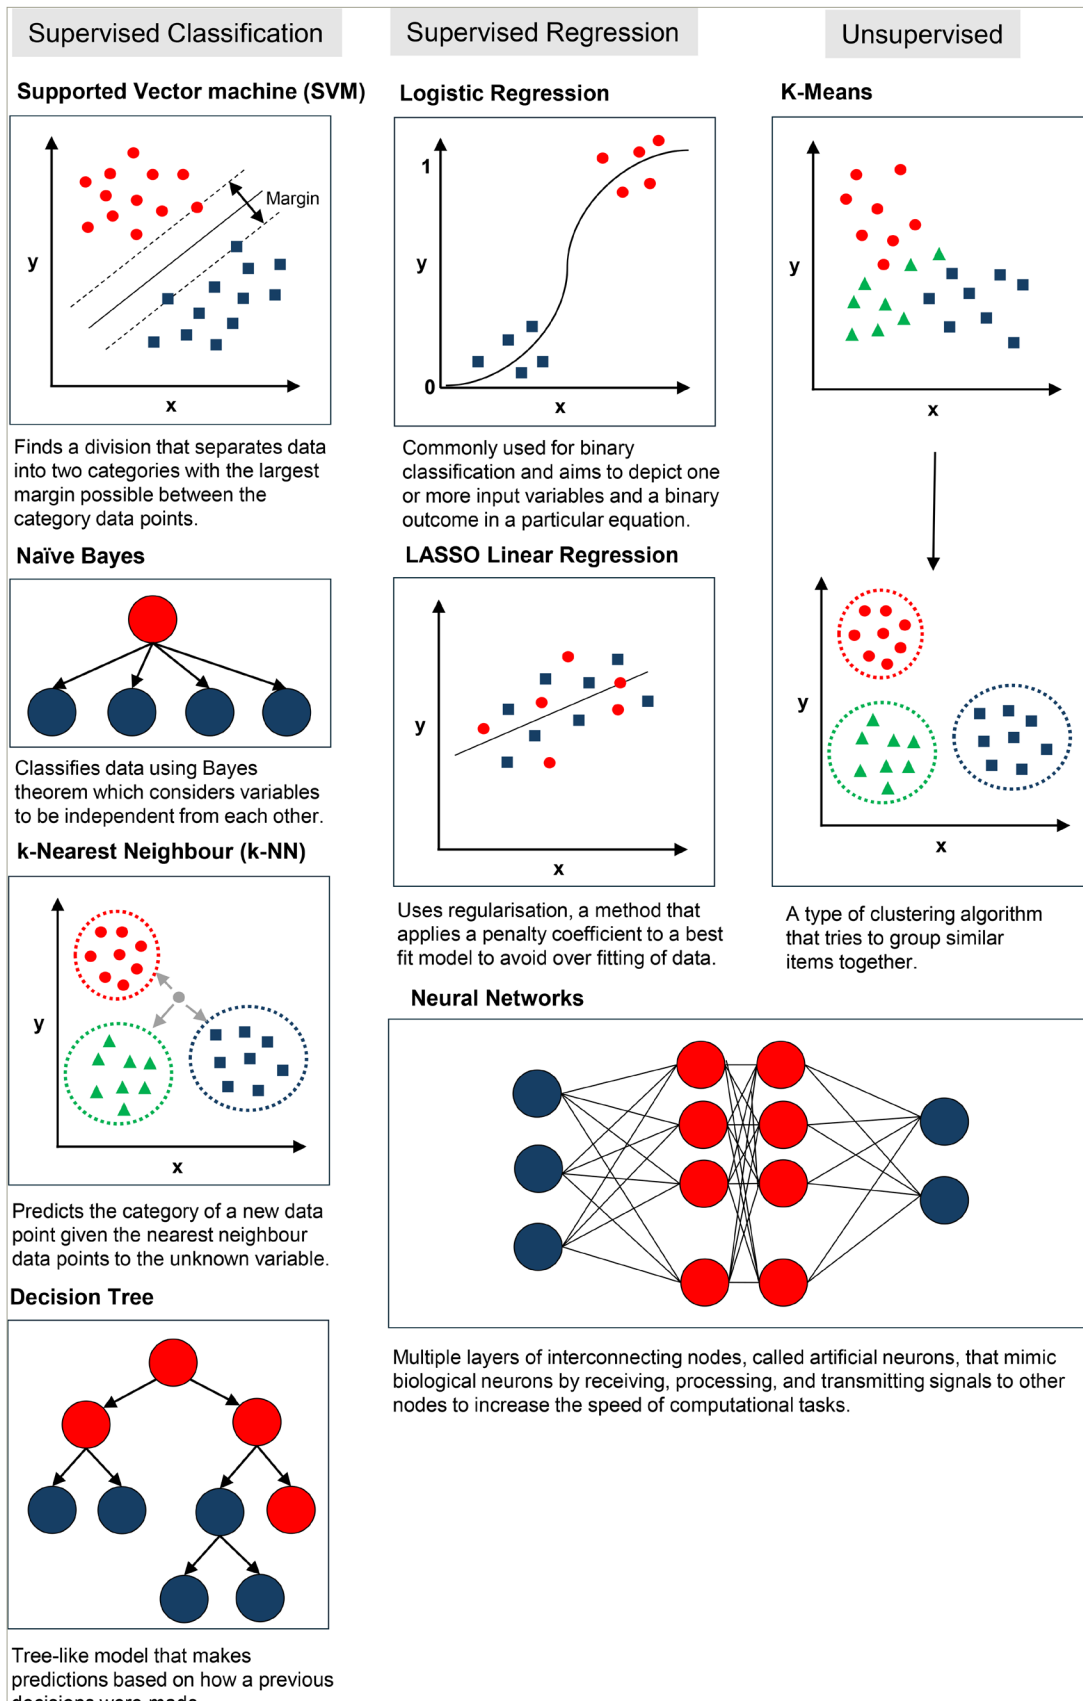 Supervised Classification
Supported Vector machine (SVM)
Margin
y
x
Finds a division that separates data
into two categories with the largest
margin possible between the
category data points.
Naïve Bayes
Classifies data using Bayes
theorem which considers variables
to be independent from each other.
k-Nearest Neighbour (k-NN)
y
x
Predicts the category of a new data
point given the nearest neighbour
data points to the unknown variable.
Decision Tree
Tree-like model that makes
predictions based on how a previous
decisions were made
Supervised Regression
Logistic Regression
1
y
0
x
Commonly used for binary
classification and aims to depict one
or more input variables and a binary
outcome in a particular equation.
LASSO Linear Regression
y
x
Uses regularisation, a method that
applies a penalty coefficient to a best
fit model to avoid over fitting of data.
Unsupervised
K-Means
y
x
y
x
A type of clustering algorithm
that tries to group similar
items together.
Neural Networks
Multiple layers of interconnecting nodes, called artificial neurons, that mimic
biological neurons by receiving, processing, and transmitting signals to other
nodes to increase the speed of computational tasks.